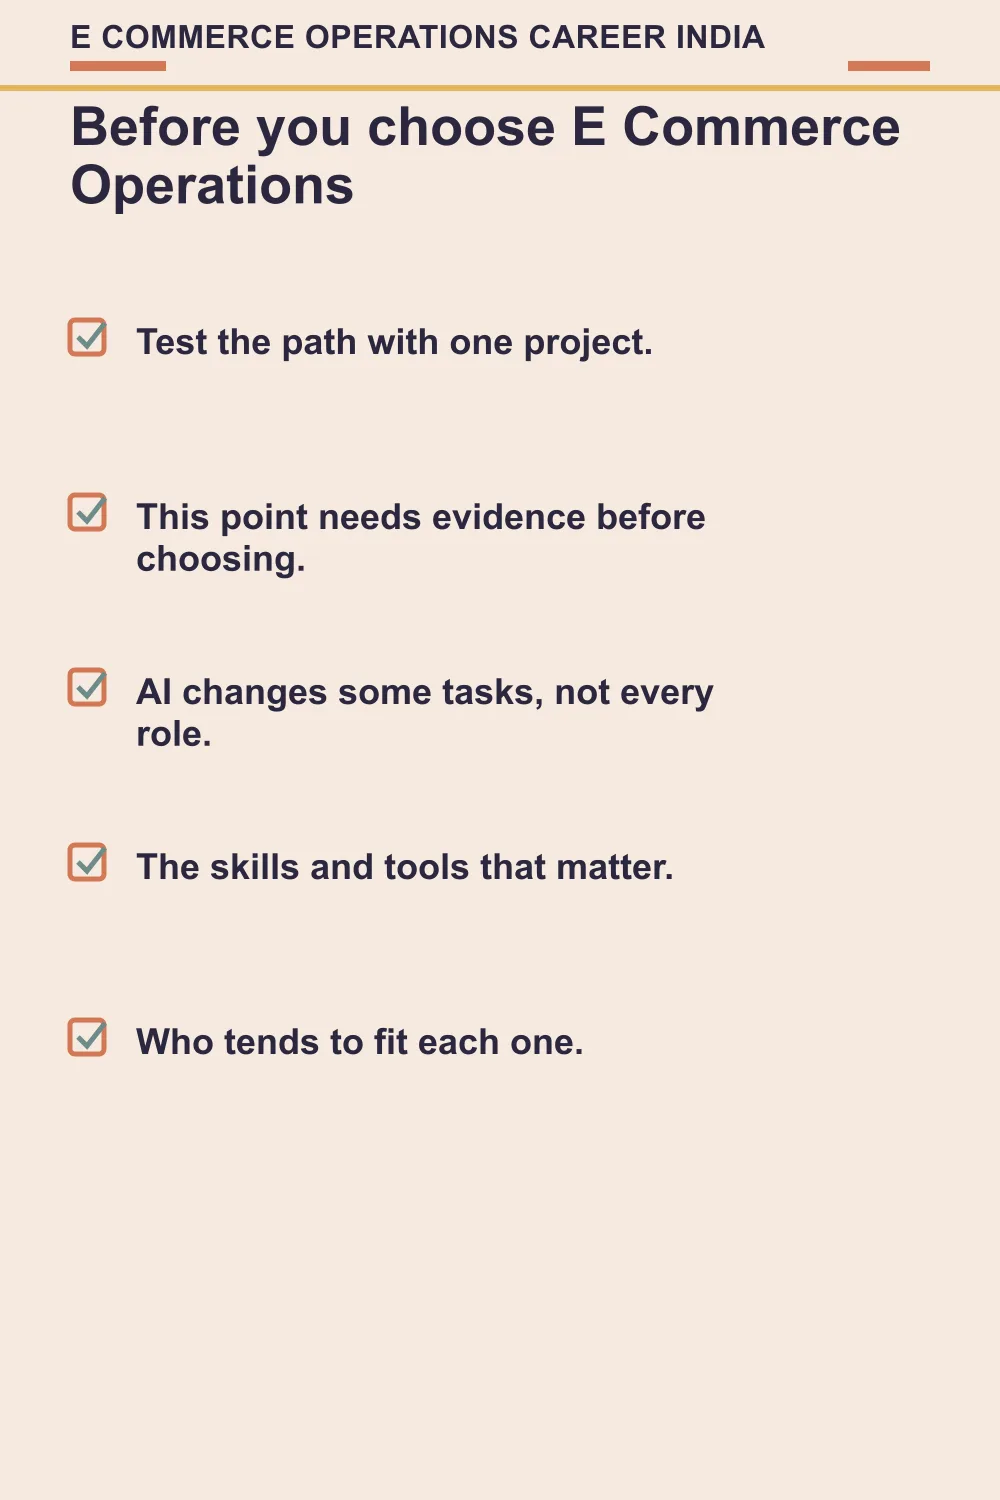 E COMMERCE OPERATIONS CAREER INDIA
Before you choose E Commerce
Operations
Test the path with one project.
This point needs evidence before
choosing.
AI changes some tasks, not every
role.
The skills and tools that matter.
Who tends to fit each one.